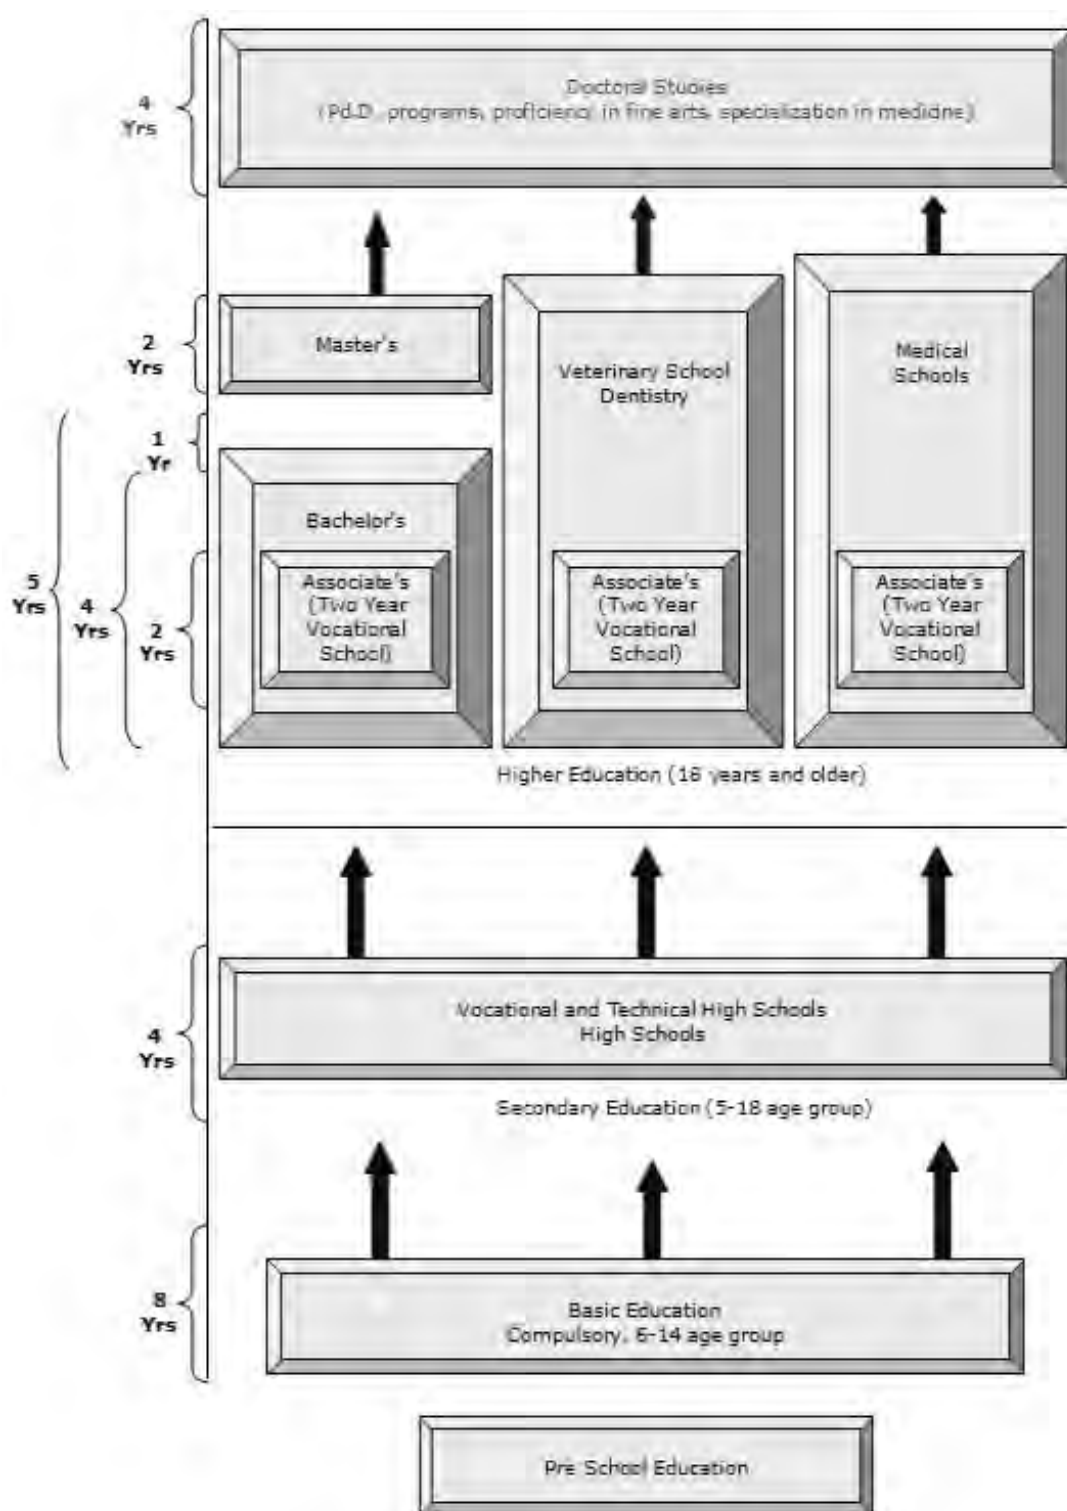 4
Yrs
Doctoral Studies
(Pd.D. programs, proficiency in fine arts, specialization in medicine)
2
Yrs
Master's
Veterinary School
Dentistry
Medical
Schools
1
Yr
Bachelor's
5
Yrs
4
Yrs
2
Yrs
Associate's
(Two Year
Vocational
School)
Associate's
(Two Year
Vocational
School)
Associate's
(Two Year
Vocational
School)
Higher Education (18 years and older)
4
Yrs
Vocational and Technical High Schools
High Schools
Secondary Education (5-18 age group)
8
Yrs
Basic Education
Compulsory, 6-14 age group
Pre School Education